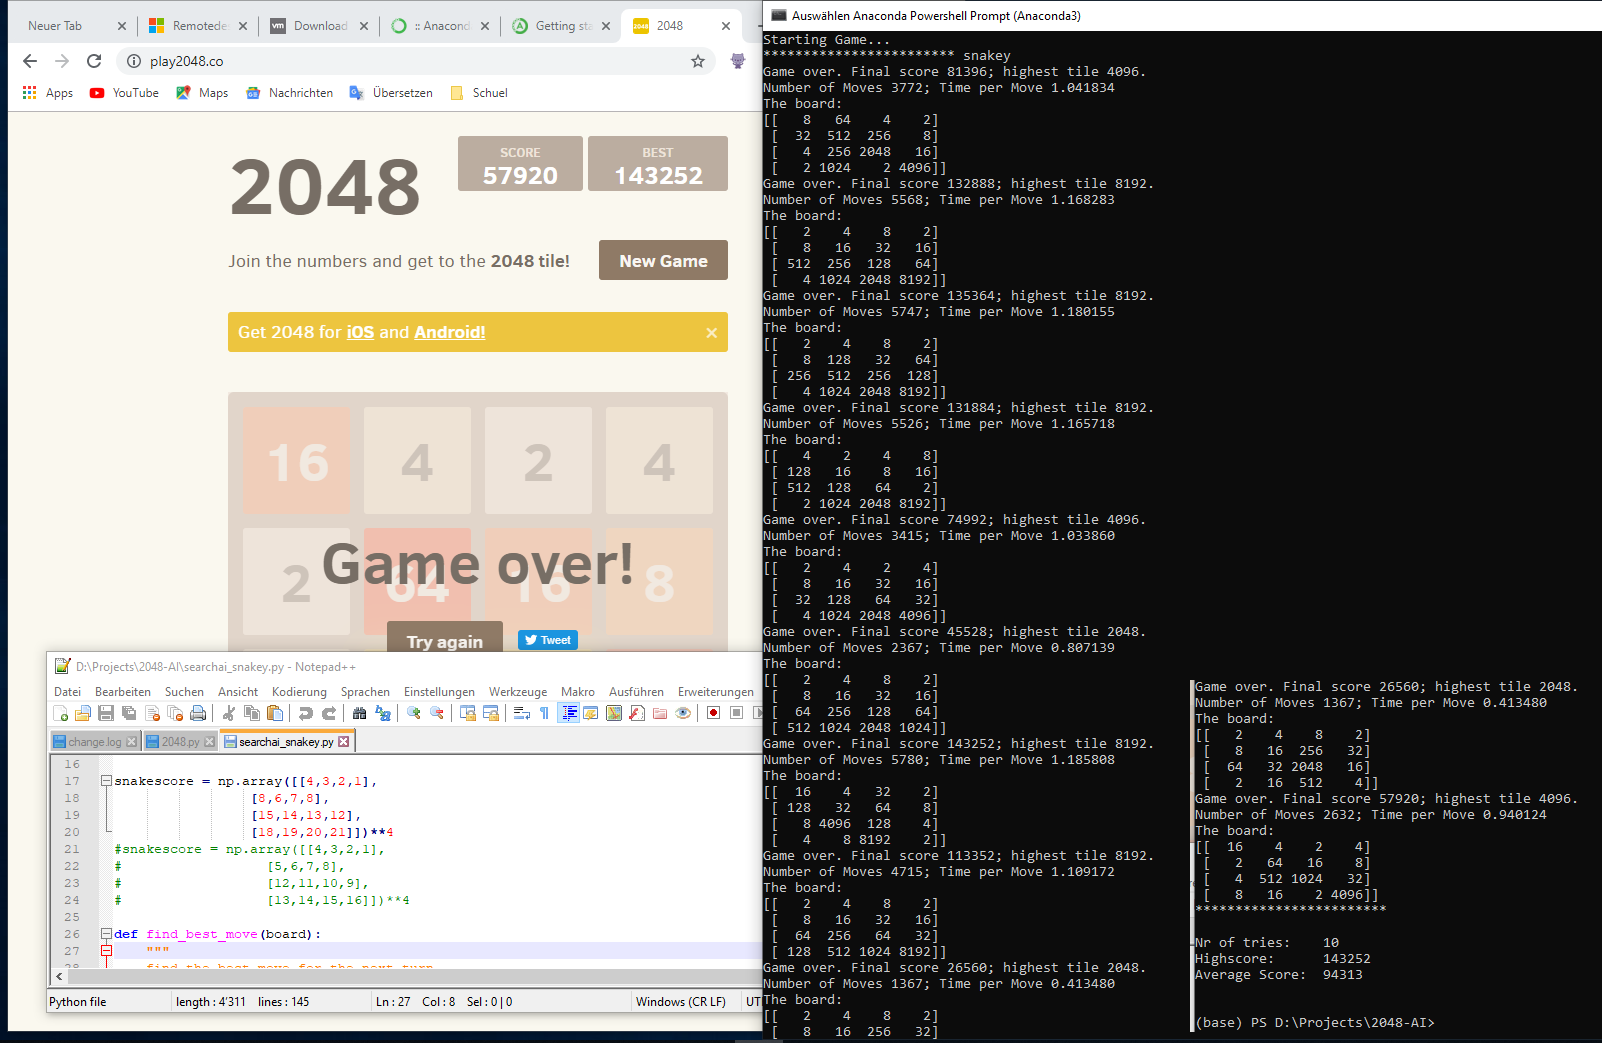 Neuer Tab
Remotede
Download
:: Anacond
Getting sta
2048
play2048.co
Apps
YouTube
Maps
Nachrichten
Übersetzen
Schuel
2048
SCORE
57920
BEST
143252
Join the numbers and get to the 2048 tile!
New Game
Get 2048 for iOS and Android!
16 4 2 4
2 64 16 8
Game over!
Try again
Tweet
D:\Projects\2048-AI\searchai_snakey.py - Notepad++
Datei Bearbeiten Suchen Ansicht Kodierung Sprachen Einstellungen Werkzeuge Makro Ausführen Erweiterungen
change.log
2048.py
searchai_snakey.py
16
17 snakescore = np.array([[4,3,2,1],
18 [8,6,7,8],
19 [15,14,13,12],
20 [18,19,20,21]])**4
21 #snakescore = np.array([[4,3,2,1],
22 # [5,6,7,8],
23 # [12,11,10,9],
24 # [13,14,15,16]])**4
25
26 def find_best_move(board):
27 """
28 find the best move for the next turn
Python file length : 4'311 lines : 145 Ln : 27 Col : 8 Sel : 0 | 0 Windows (CR LF) UT
Auswählen Anaconda Powershell Prompt (Anaconda3)
Starting Game...
************************ snakey
Game over. Final score 81396; highest tile 4096.
Number of Moves 3772; Time per Move 1.041834
The board:
[[ 8 64 4 2]
[ 32 512 256 8]
[ 4 256 2048 16]
[ 2 1024 2 4096]]
Game over. Final score 132888; highest tile 8192.
Number of Moves 5568; Time per Move 1.168283
The board:
[[ 2 4 8 2]
[ 8 16 32 16]
[ 512 256 128 64]
[ 4 1024 2048 8192]]
Game over. Final score 135364; highest tile 8192.
Number of Moves 5747; Time per Move 1.180155
The board:
[[ 2 4 8 2]
[ 8 128 32 64]
[ 256 512 256 128]
[ 4 1024 2048 8192]]
Game over. Final score 131884; highest tile 8192.
Number of Moves 5526; Time per Move 1.165718
The board:
[[ 4 2 4 8]
[ 128 16 8 16]
[ 512 128 64 2]
[ 2 1024 2048 8192]]
Game over. Final score 74992; highest tile 4096.
Number of Moves 3415; Time per Move 1.033860
The board:
[[ 2 4 2 4]
[ 8 16 32 16]
[ 32 128 64 32]
[ 4 1024 2048 4096]]
Game over. Final score 45528; highest tile 2048.
Number of Moves 2367; Time per Move 0.807139
The board:
[[ 2 4 8 2]
[ 8 16 32 16]
[ 64 256 128 64]
[ 512 1024 2048 1024]]
Game over. Final score 143252; highest tile 8192.
Number of Moves 5780; Time per Move 1.185808
The board:
[[ 16 4 32 2]
[ 128 32 64 8]
[ 8 4096 128 4]
[ 4 8 8192 2]]
Game over. Final score 113352; highest tile 8192.
Number of Moves 4715; Time per Move 1.109172
The board:
[[ 2 4 8 2]
[ 8 16 32 16]
[ 64 256 64 32]
[ 128 512 1024 8192]]
Game over. Final score 26560; highest tile 2048.
Number of Moves 1367; Time per Move 0.413480
The board:
[[ 2 4 8 2]
[ 8 16 256 32]
Game over. Final score 26560; highest tile 2048.
Number of Moves 1367; Time per Move 0.413480
The board:
[[ 2 4 8 2]
[ 8 16 256 32]
[ 64 32 2048 16]
[ 2 16 512 4]]
Game over. Final score 57920; highest tile 4096.
Number of Moves 2632; Time per Move 0.940124
The board:
[[ 16 4 2 4]
[ 2 64 16 8]
[ 4 512 1024 32]
[ 8 16 2 4096]]
************************
Nr of tries: 10
Highscore: 143252
Average Score: 94313
(base) PS D:\Projects\2048-AI>